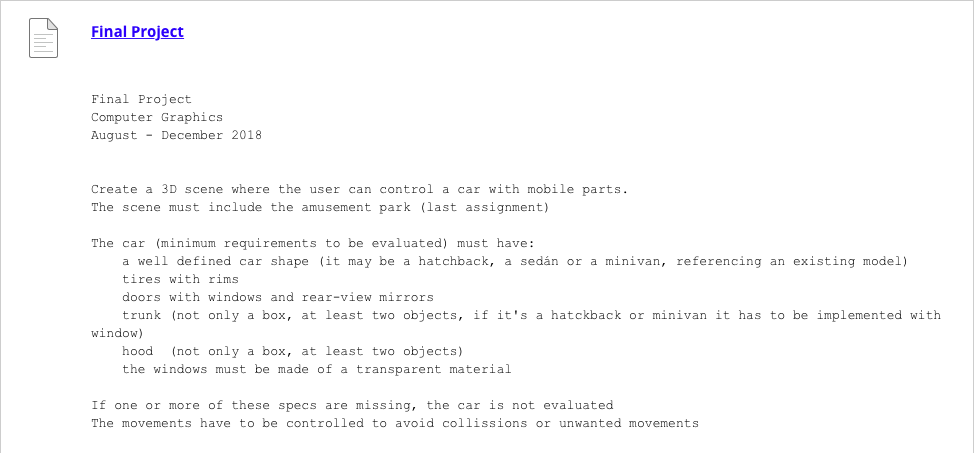 Final Project
Final Project
Computer Graphics
August - December 2018
Create a 3D scene where the user can control a car with mobile parts.
The scene must include the amusement park (last assignment)
The car (minimum requirements to be evaluated) must have:
a well defined car shape (it may be a hatchback, a sedán or a minivan, referencing an existing model)
tires with rims
doors with windows and rear-view mirrors
trunk (not only a box, at least two objects, if it's a hatckback or minivan it has to be implemented with
window)
hood  (not only a box, at least two objects)
the windows must be made of a transparent material
If one or more of these specs are missing, the car is not evaluated
The movements have to be controlled to avoid collissions or unwanted movements